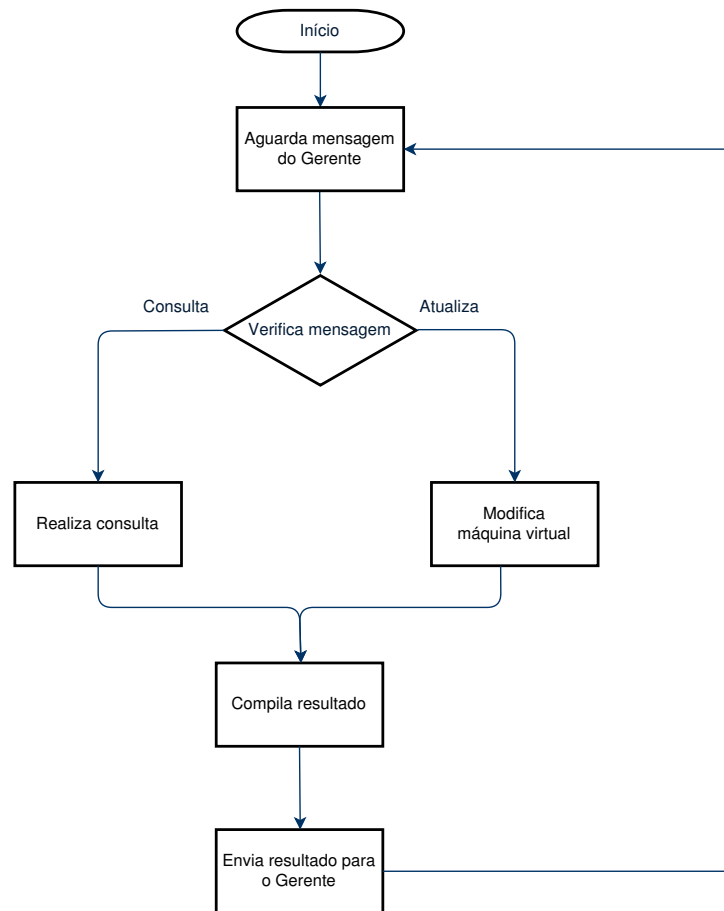 Início
Aguarda mensagem
do Gerente
Consulta
Atualiza
Verifica mensagem
Realiza consulta
Modifica
máquina virtual
Compila resultado
Envia resultado para
o Gerente